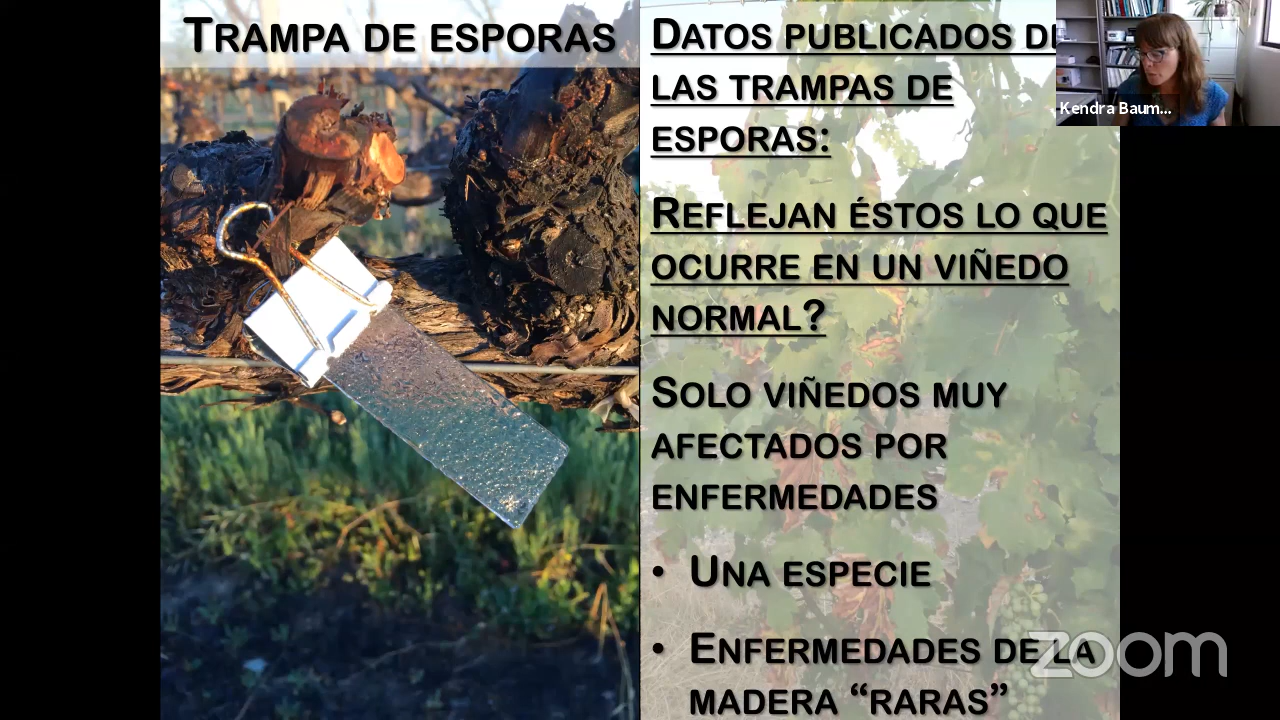 TRAMPA DE ESPORAS
DATOS PUBLICADOS DE
LAS TRAMPAS DE
ESPORAS:
REFLEJAN ÉSTOS LO QUE
OCURRE EN UN VIÑEDO
NORMAL?
SOLO VIÑEDOS MUY
AFECTADOS POR
ENFERMEDADES
• UNA ESPECIE
• ENFERMEDADES DE LA
MADERA “RARAS”
Kendra Baum...
zoom